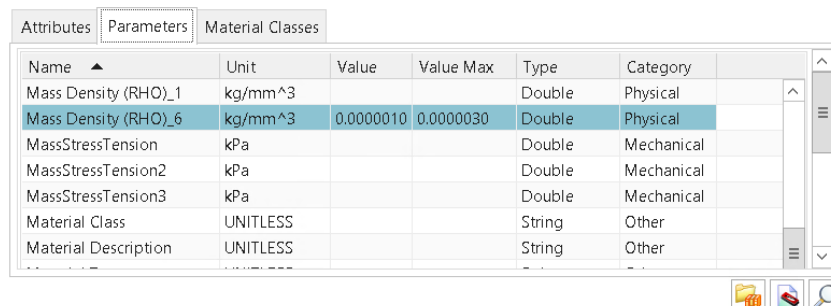 Attributes Parameters Material Classes
Name Unit Value Value Max Type Category
Mass Density (RHO)_1 kg/mm^3 Double Physical
Mass Density (RHO)_6 kg/mm^3 0.0000010 0.0000030 Double Physical
MassStressTension kPa Double Mechanical
MassStressTension2 kPa Double Mechanical
MassStressTension3 kPa Double Mechanical
Material Class UNITLESS String Other
Material Description UNITLESS String Other